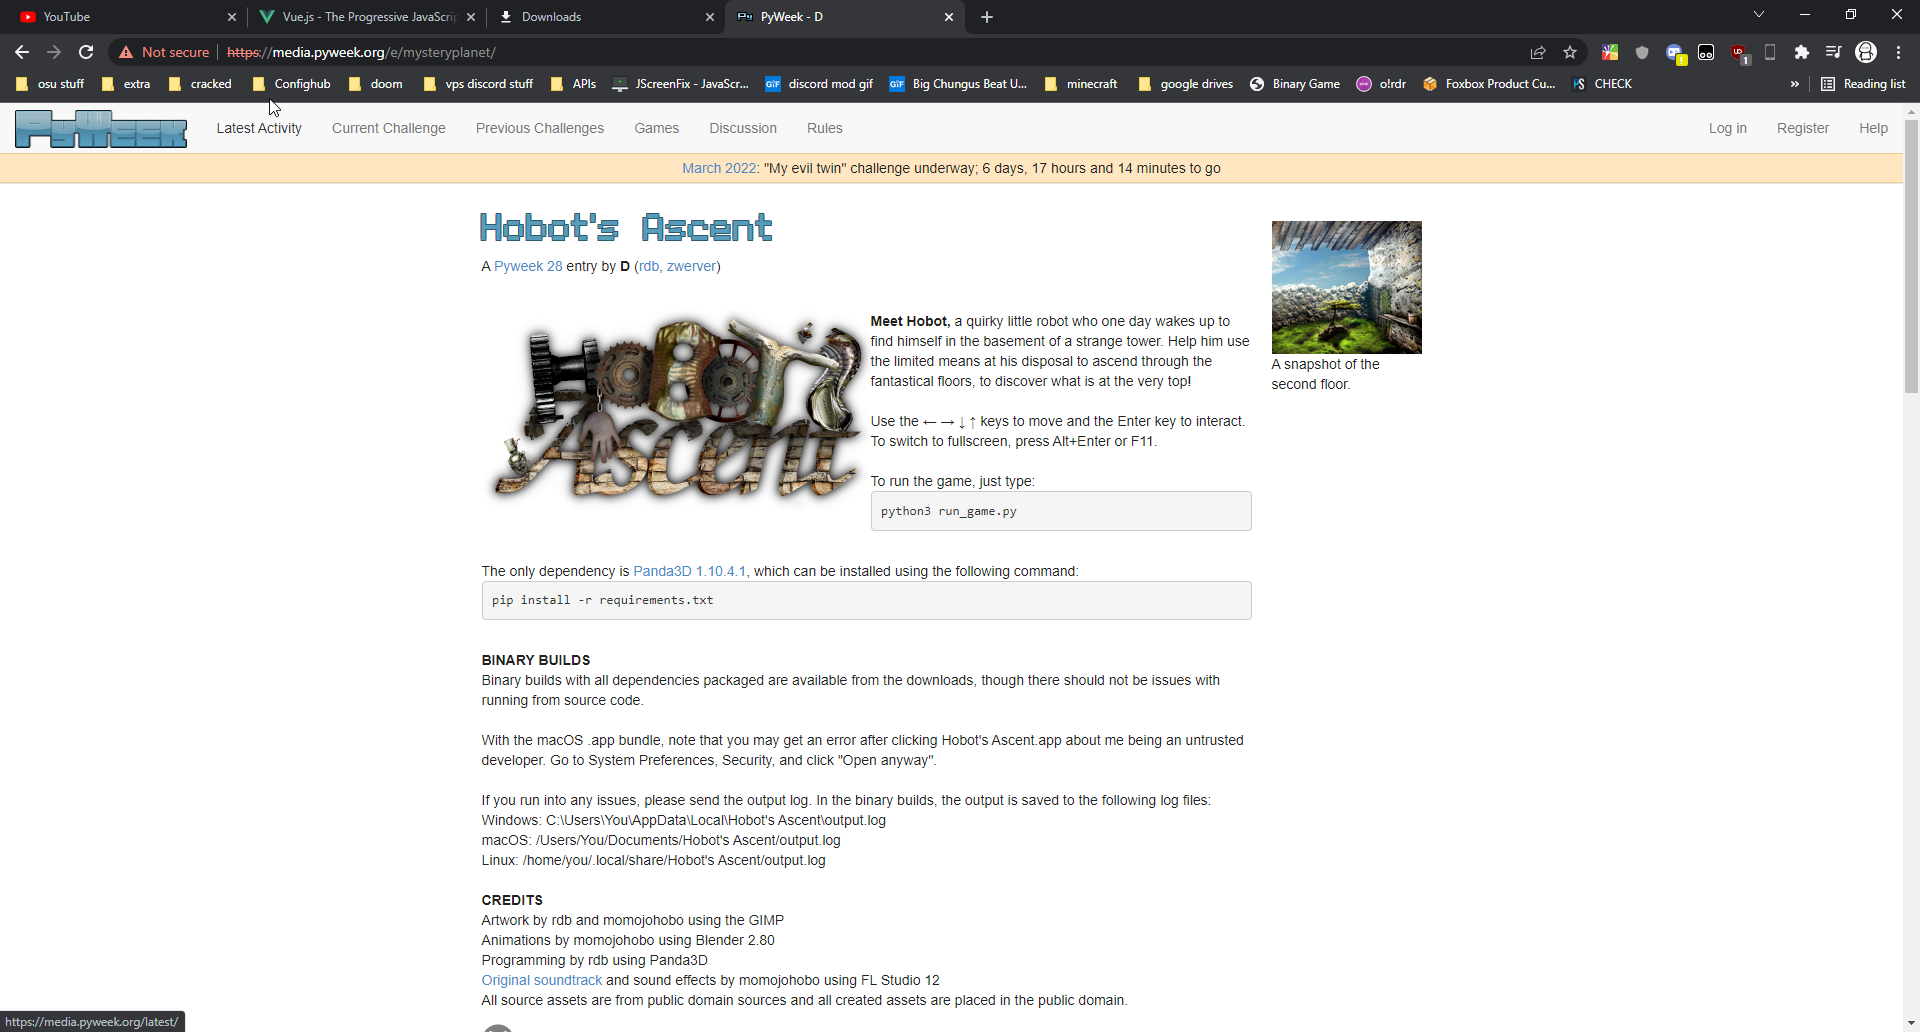 YouTube
Vue.js - The Progressive JavaScrip
Downloads
PyWeek - D
Not secure
https://media.pyweek.org/e/mysteryplanet/
osu stuff
extra
cracked
Confighub
doom
vps discord stuff
APIs
JScreenFix - JavaScr...
discord mod gif
Big Chungus Beat U...
minecraft
google drives
Binary Game
o!rdr
Foxbox Product Cu...
CHECK
»
Reading list
PyWeek
Latest Activity
Current Challenge
Previous Challenges
Games
Discussion
Rules
Log in
Register
Help
March 2022: "My evil twin" challenge underway; 6 days, 17 hours and 14 minutes to go
Hobot's Ascent
A Pyweek 28 entry by D (rdb, zwerver)
HOBOT'S
Ascent
Meet Hobot, a quirky little robot who one day wakes up to
find himself in the basement of a strange tower. Help him use
the limited means at his disposal to ascend through the
fantastical floors, to discover what is at the very top!
Use the ←→↓↑ keys to move and the Enter key to interact.
To switch to fullscreen, press Alt+Enter or F11.
To run the game, just type:
python3 run_game.py
A snapshot of the
second floor.
The only dependency is Panda3D 1.10.4.1, which can be installed using the following command:
pip install -r requirements.txt
BINARY BUILDS
Binary builds with all dependencies packaged are available from the downloads, though there should not be issues with
running from source code.
With the macOS .app bundle, note that you may get an error after clicking Hobot's Ascent.app about me being an untrusted
developer. Go to System Preferences, Security, and click "Open anyway".
If you run into any issues, please send the output log. In the binary builds, the output is saved to the following log files:
Windows: C:\Users\You\AppData\Local\Hobot's Ascent\output.log
macOS: /Users/You/Documents/Hobot's Ascent/output.log
Linux: /home/you/.local/share/Hobot's Ascent/output.log
CREDITS
Artwork by rdb and momojohobo using the GIMP
Animations by momojohobo using Blender 2.80
Programming by rdb using Panda3D
Original soundtrack and sound effects by momojohobo using FL Studio 12
All source assets are from public domain sources and all created assets are placed in the public domain.
https://media.pyweek.org/latest/